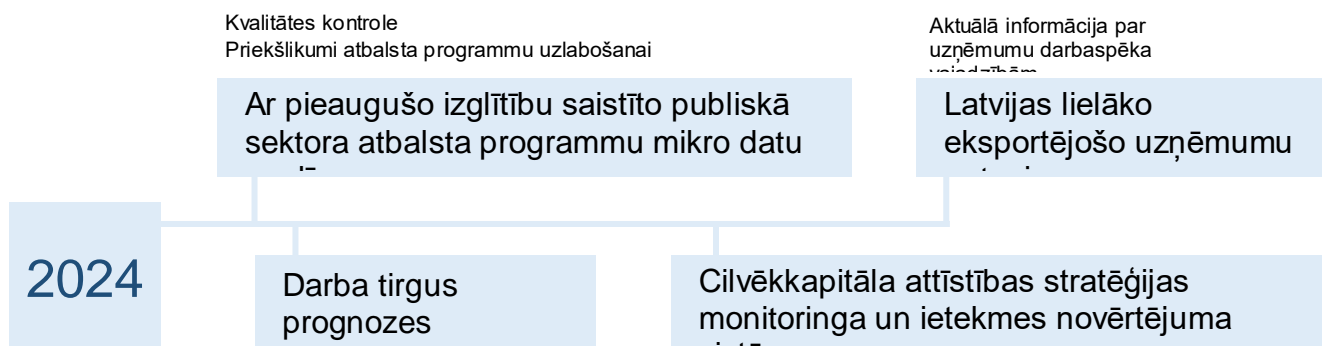 Kvalitātes kontrole
Priekšlikumi atbalsta programmu uzlabošanai
Aktuālā informācija par
uzņēmumu darbaspēka
Ar pieaugušo izglītību saistīto publiskā
sektora atbalsta programmu mikro datu
Latvijas lielāko
eksportējošo uzņēmumu
2024
Darba tirgus
prognozes
Cilvēkkapitāla attīstības stratēģijas
monitoringa un ietekmes novērtējuma